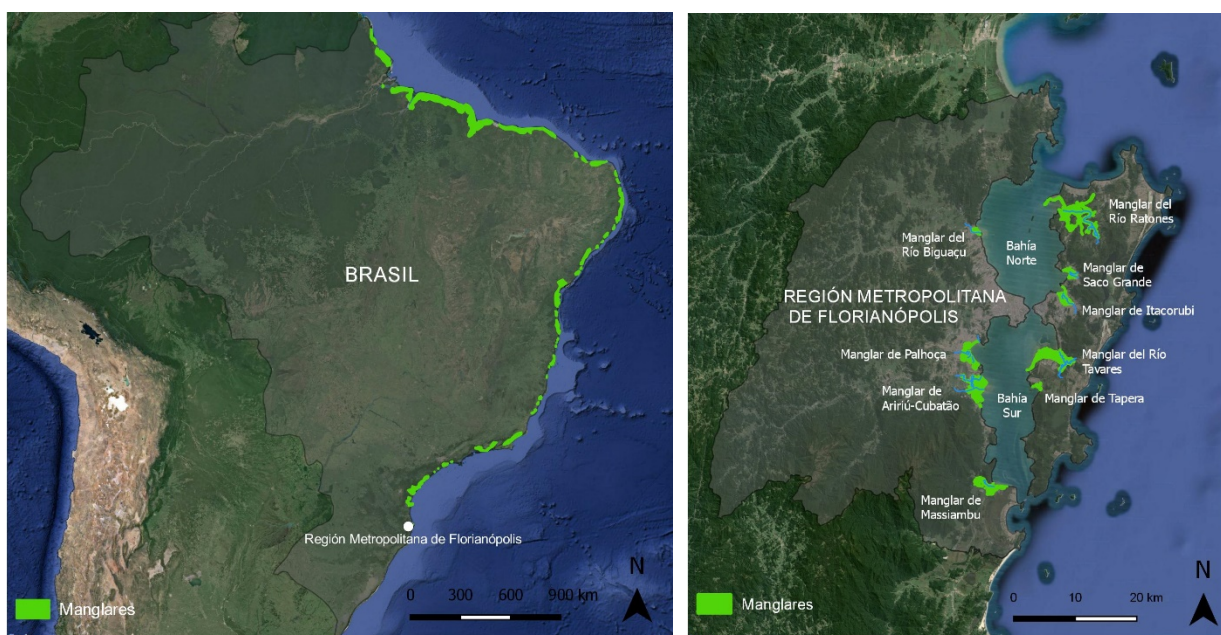 BRASIL
Región Metropolitana de Florianópolis
Manglares
0 300 600 900 km
N
Manglar del
Río Ratones
Manglar del
Río Biguaçu
Bahía
Norte
Manglar de
Saco Grande
REGIÓN METROPOLITANA
DE FLORIANÓPOLIS
Manglar de Itacorubi
Manglar de Palhoça
Manglar del Río
Tavares
Manglar de
Aririú-Cubatão
Bahía
Sur
Manglar de Tapera
Manglar de
Massiambu
Manglares
0 10 20 km
N